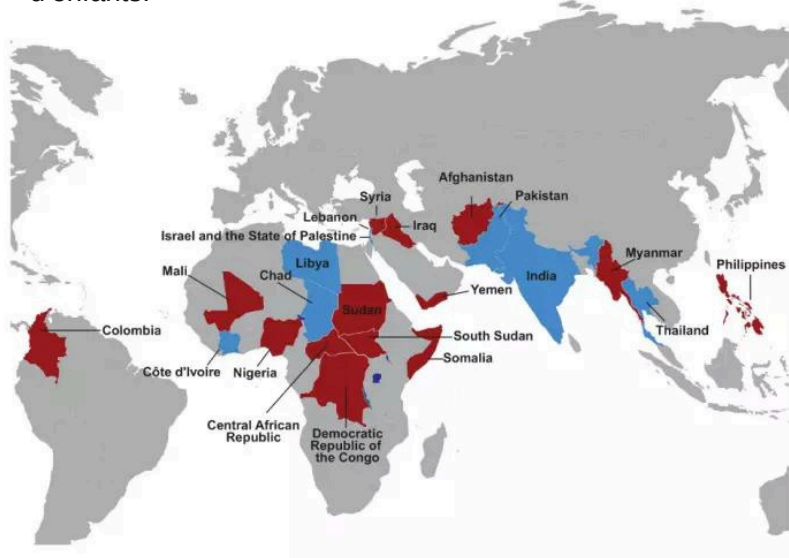 Afghanistan
Syria
Pakistan
Lebanon
Iraq
Israel and the State of Palestine
Libya
Mali
Chad
India
Myanmar
Philippines
Yemen
Sudan
Colombia
Thailand
South Sudan
Côte d'Ivoire
Nigeria
Somalia
Central African
Republic
Democratic
Republic of
the Congo